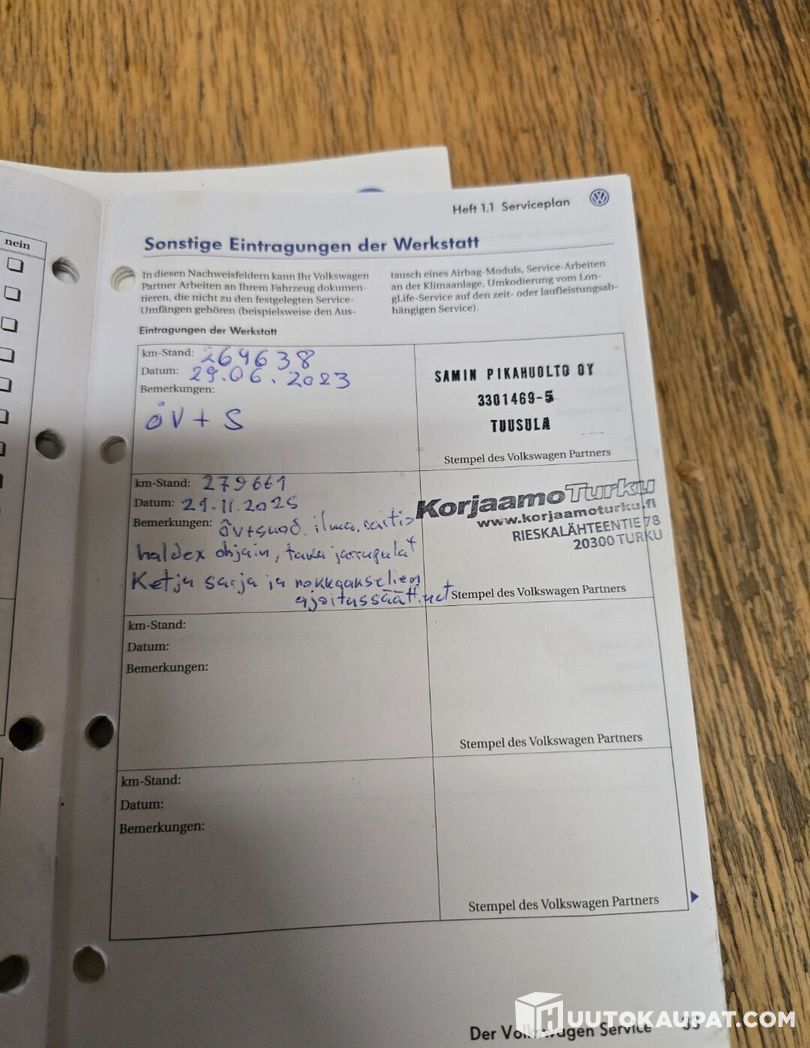 nein
Heft 1.1 Serviceplan
Sonstige Eintragungen der Werkstatt
In diesen Nachweisfeldern kann Ihr Volkswagen
Partner Arbeiten an Ihrem Fahrzeug dokumen-
tieren, die nicht zu den festgelegten Service-
Umfängen gehören (beispielsweise den Aus-
tausch eines Airbag-Moduls, Service-Arbeiten
an der Klimaanlage, Umkodierung vom Lon-
gLife-Service auf den zeit- oder laufleistungsab-
hängigen Service).
Eintragungen der Werkstatt
km-Stand: 269638
Datum: 29.06.2023
Bemerkungen:
ÖV + S
SAMIN PIKAHUOLTO OY
3301469-5
TUUSULA
Stempel des Volkswagen Partners
km-Stand: 279661
Datum: 21.11.2025
Bemerkungen: ÖV+suod. ilma,
haldex ohjain, taka jarrupalat
Ketju sarja ja nokkaakselien
KorjaamoTurku
www.korjaamoturku.fi
RIESKALÄHTEENTIE 78
20300 TURKU
Stempel des Volkswagen Partners
km-Stand:
Datum:
Bemerkungen:
Stempel des Volkswagen Partners
km-Stand:
Datum:
Bemerkungen:
Stempel des Volkswagen Partners
Der Volkswagen Service
HUUTOKAUPAT.COM